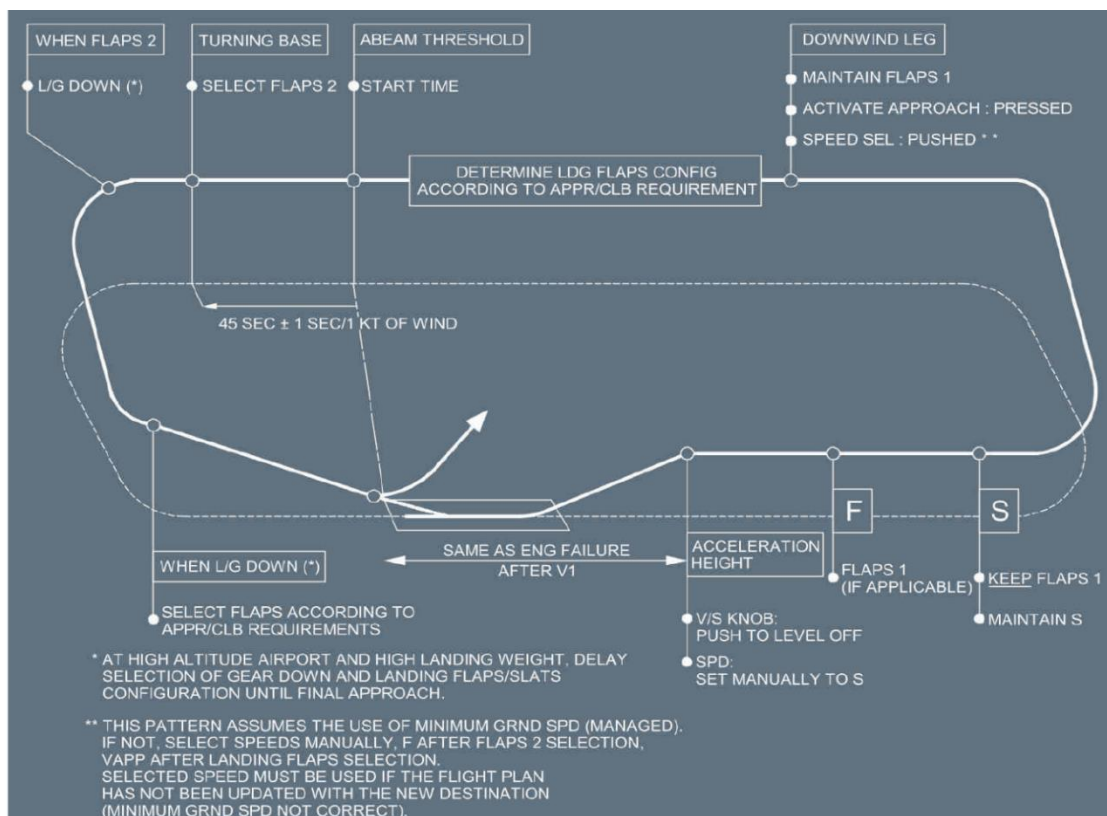 WHEN FLAPS 2
L/G DOWN (*)
TURNING BASE
SELECT FLAPS 2
ABEAM THRESHOLD
START TIME
DOWNWIND LEG
MAINTAIN FLAPS 1
ACTIVATE APPROACH : PRESSED
SPEED SEL : PUSHED * *
DETERMINE LDG FLAPS CONFIG
ACCORDING TO APPR/CLB REQUIREMENT
45 SEC ± 1 SEC/1 KT OF WIND
WHEN L/G DOWN (*)
SELECT FLAPS ACCORDING TO
APPR/CLB REQUIREMENTS
SAME AS ENG FAILURE
AFTER V1
ACCELERATION
HEIGHT
V/S KNOB:
PUSH TO LEVEL OFF
SPD:
SET MANUALLY TO S
F
FLAPS 1
(IF APPLICABLE)
S
KEEP FLAPS 1
MAINTAIN S
* AT HIGH ALTITUDE AIRPORT AND HIGH LANDING WEIGHT, DELAY
SELECTION OF GEAR DOWN AND LANDING FLAPS/SLATS
CONFIGURATION UNTIL FINAL APPROACH.
** THIS PATTERN ASSUMES THE USE OF MINIMUM GRND SPD (MANAGED).
IF NOT, SELECT SPEEDS MANUALLY, F AFTER FLAPS 2 SELECTION,
VAPP AFTER LANDING FLAPS SELECTION.
SELECTED SPEED MUST BE USED IF THE FLIGHT PLAN
HAS NOT BEEN UPDATED WITH THE NEW DESTINATION
(MINIMUM GRND SPD NOT CORRECT).